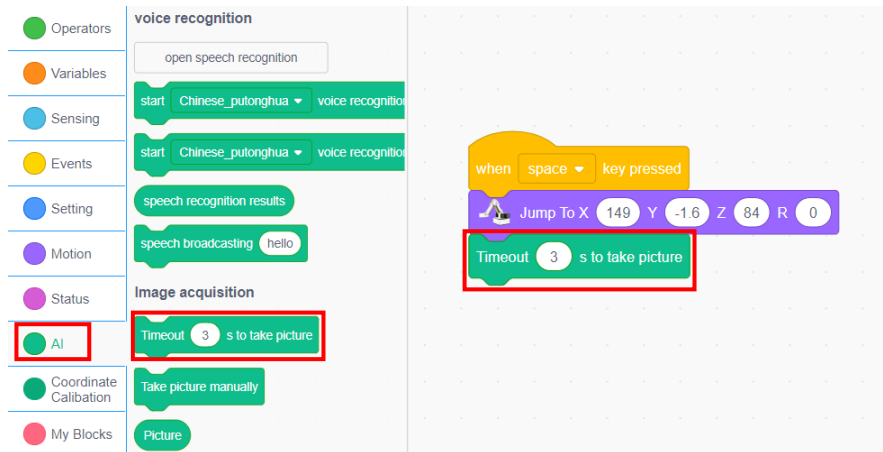 Operators
Variables
Sensing
Events
Setting
Motion
Status
AI
Coordinate
Calibation
My Blocks
voice recognition
open speech recognition
start Chinese_putonghua voice recognition
start Chinese_putonghua voice recognition
speech recognition results
speech broadcasting hello
Image acquisition
Timeout 3 s to take picture
Take picture manually
Picture
when space key pressed
Jump To X 149 Y -1.6 Z 84 R 0
Timeout 3 s to take picture